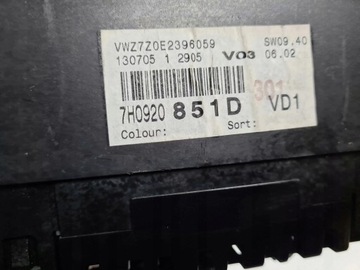 VWZ7Z0E2396059 SW09.40
130705 1 2905 V03 06.02
301
7H0920 851D VD1
Colour: Sort: